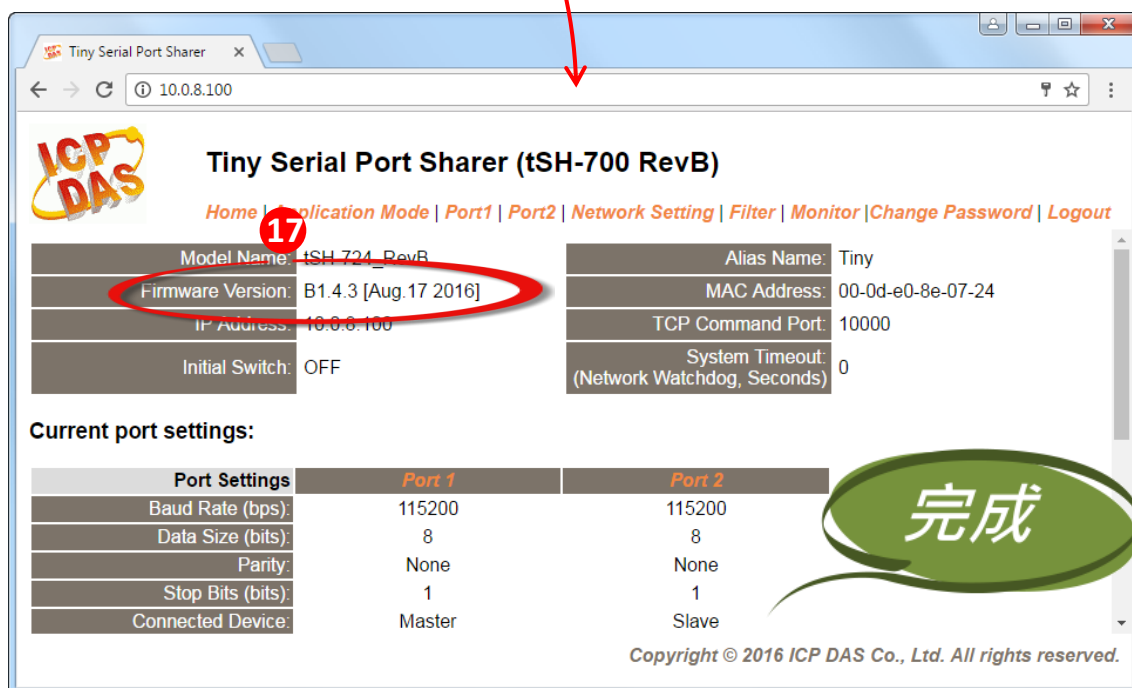 Tiny Serial Port Sharer
10.0.8.100
ICP DAS
Tiny Serial Port Sharer (tSH-700 RevB)
Home | Application Mode | Port1 | Port2 | Network Setting | Filter | Monitor |Change Password | Logout
17
Model Name: tSH-724_RevB Alias Name: Tiny
Firmware Version: B1.4.3 [Aug.17 2016] MAC Address: 00-0d-e0-8e-07-24
IP Address: 10.0.8.100 TCP Command Port: 10000
Initial Switch: OFF System Timeout: (Network Watchdog, Seconds) 0
Current port settings:
Port Settings Port 1 Port 2
Baud Rate (bps): 115200 115200
Data Size (bits): 8 8
Parity: None None
Stop Bits (bits): 1 1
Connected Device: Master Slave
完成
Copyright © 2016 ICP DAS Co., Ltd. All rights reserved.